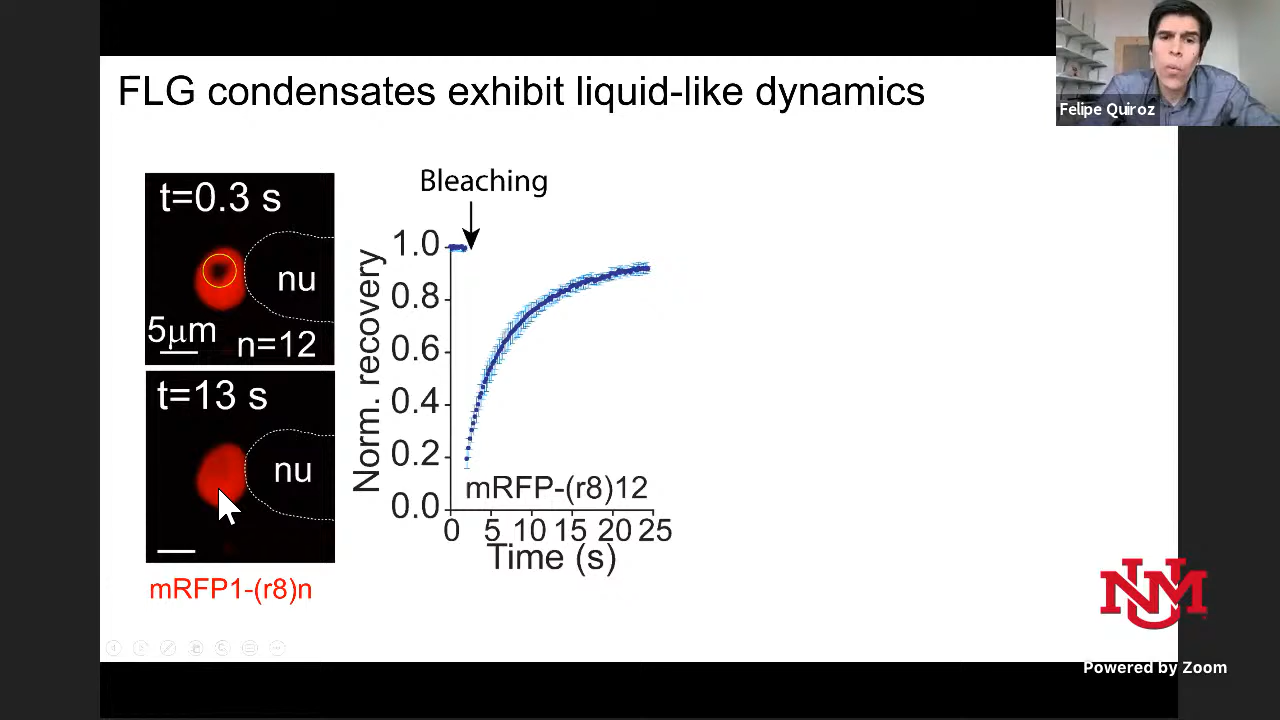 FLG condensates exhibit liquid-like dynamics
Felipe Quiroz
t=0.3 s
nu
5μm
n=12
t=13 s
nu
mRFP1-(r8)n
Bleaching
Norm. recovery
1.0
0.8
0.6
0.4
0.2
0.0
mRFP-(r8)12
0 5 10 15 20 25
Time (s)
UNM
Powered by Zoom